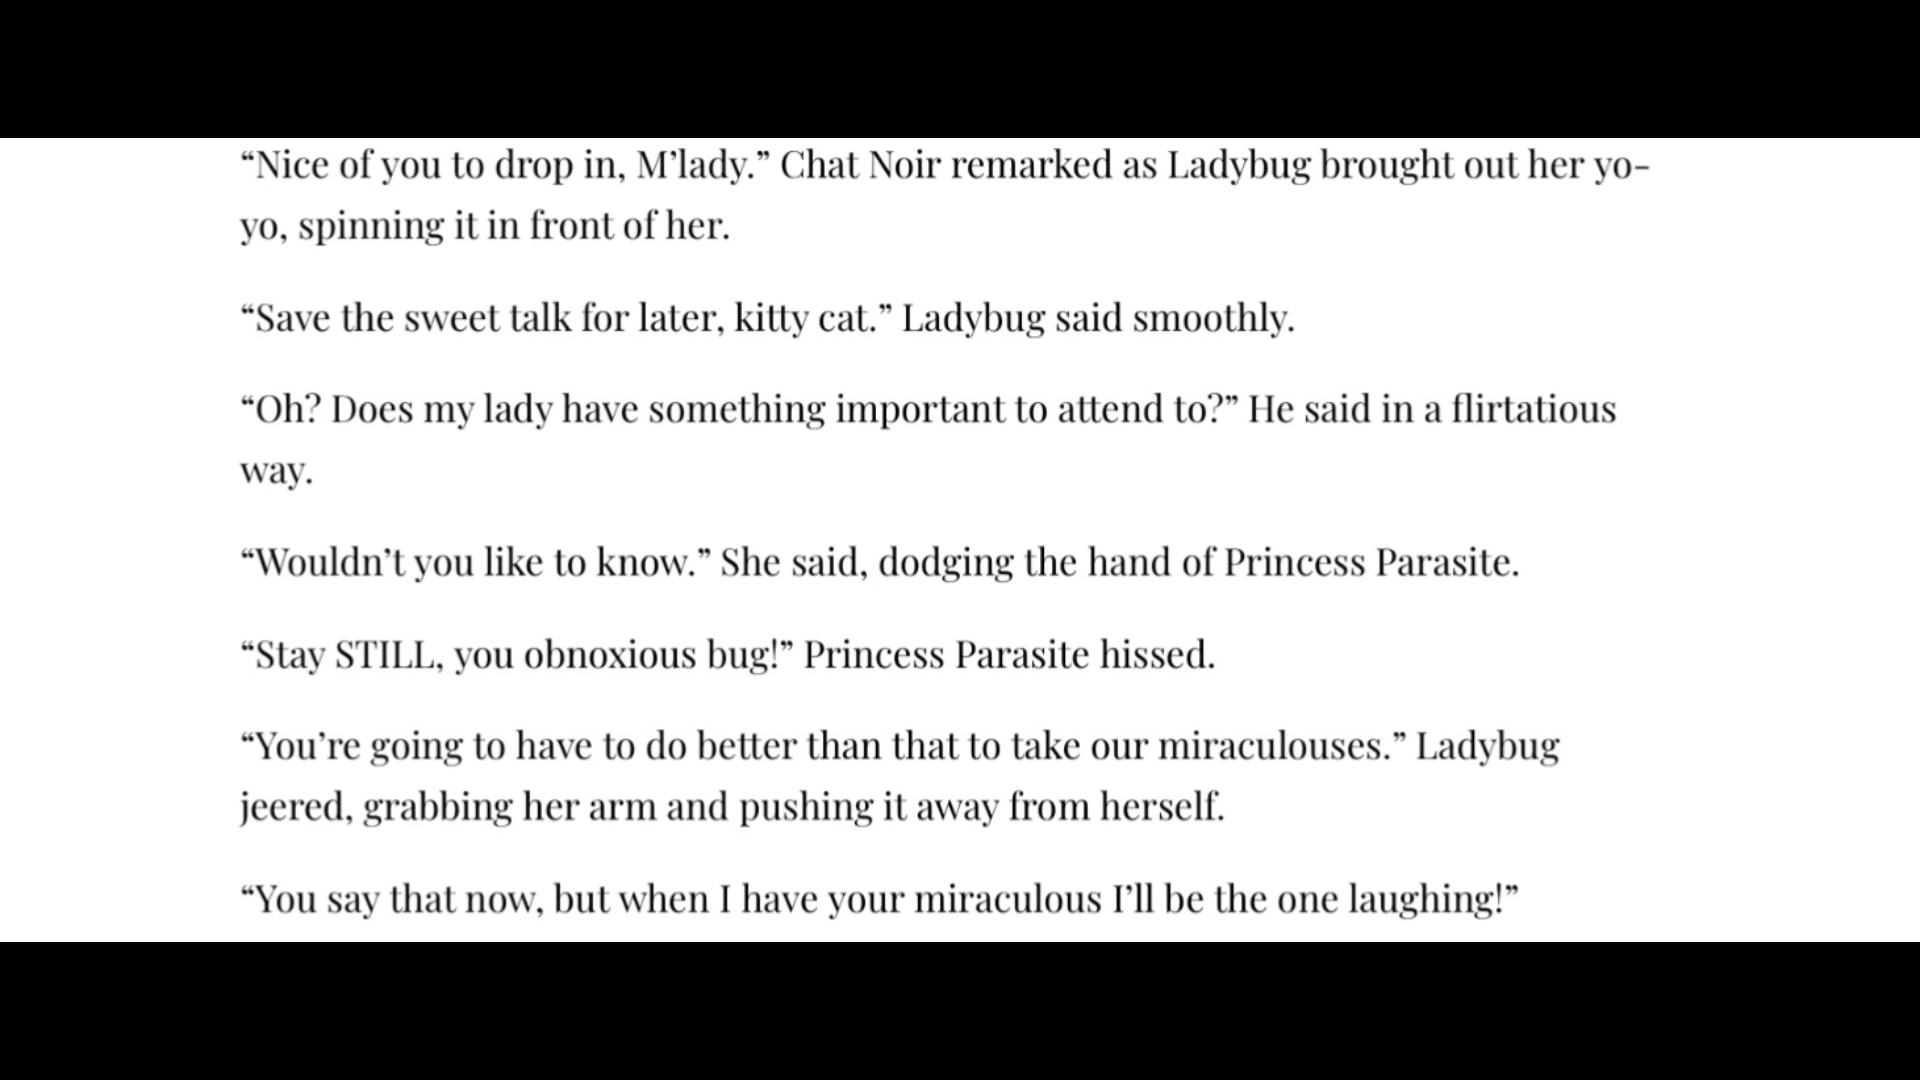 “Nice of you to drop in, M’lady.” Chat Noir remarked as Ladybug brought out her yo-
yo, spinning it in front of her.
“Save the sweet talk for later, kitty cat.” Ladybug said smoothly.
“Oh? Does my lady have something important to attend to?” He said in a flirtatious
way.
“Wouldn’t you like to know.” She said, dodging the hand of Princess Parasite.
“Stay STILL, you obnoxious bug!” Princess Parasite hissed.
“You’re going to have to do better than that to take our miraculouses.” Ladybug
jeered, grabbing her arm and pushing it away from herself.
“You say that now, but when I have your miraculous I’ll be the one laughing!”